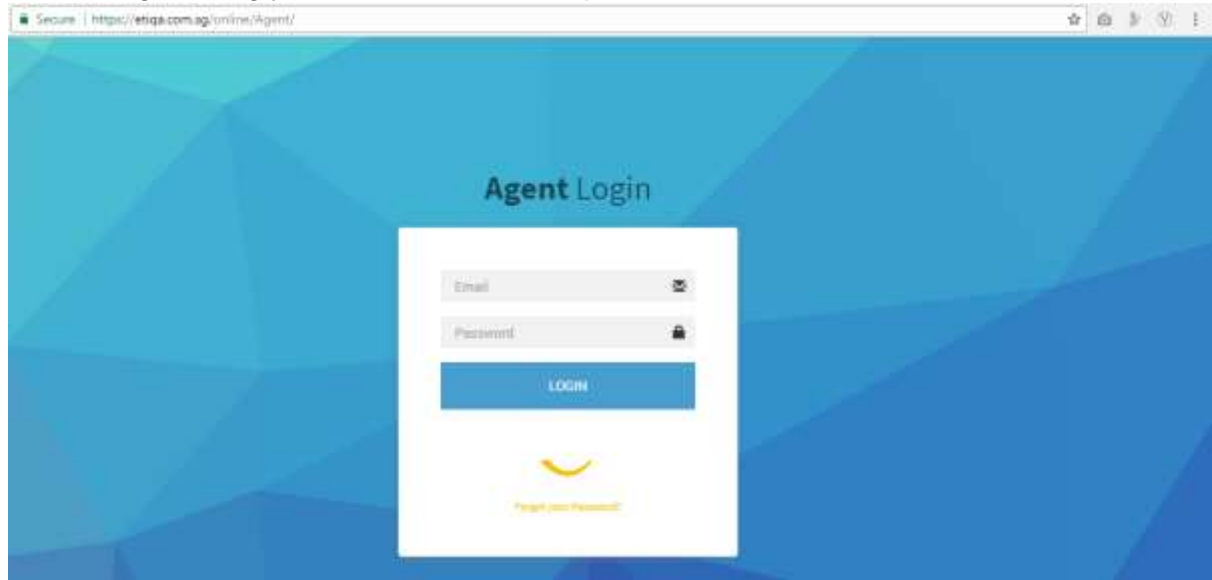 Secure | https://etiqa.com.sg/online/Agent/
Agent Login
Email
Password
LOGIN
Forgot your Password?